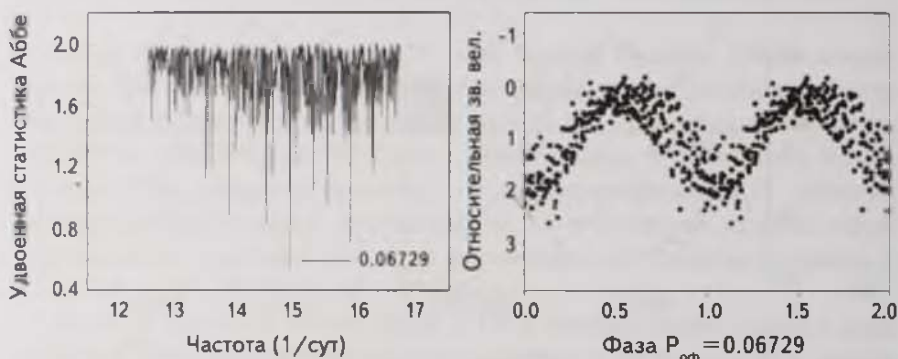 Удвоенная статистика Аббе
2.0
1.6
1.2
0.8
0.4
0.06729
12 13 14 15 16 17
Частота (1/сут)
Относительная зв. вел.
-1
0
1
2
3
0.0 0.5 1.0 1.5 2.0
Фаза Pоф =0.06729